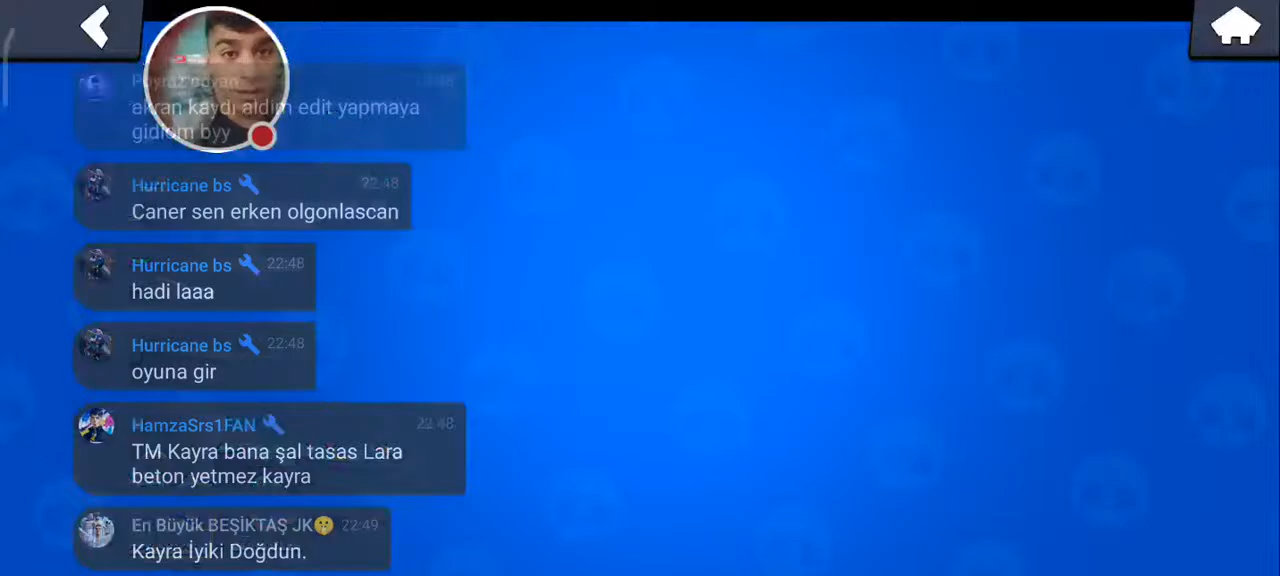 akran kaydı aldım edit yapmaya
gidiom byy
Hurricane bs 22:48
Caner sen erken olgonlascan
Hurricane bs 22:48
hadi laaa
Hurricane bs 22:48
oyuna gir
HamzaSrs1FAN 22:48
TM Kayra bana şal tasas Lara
beton yetmez kayra
En Büyük BEŞİKTAŞ JK🤫 22:49
Kayra İyiki Doğdun.